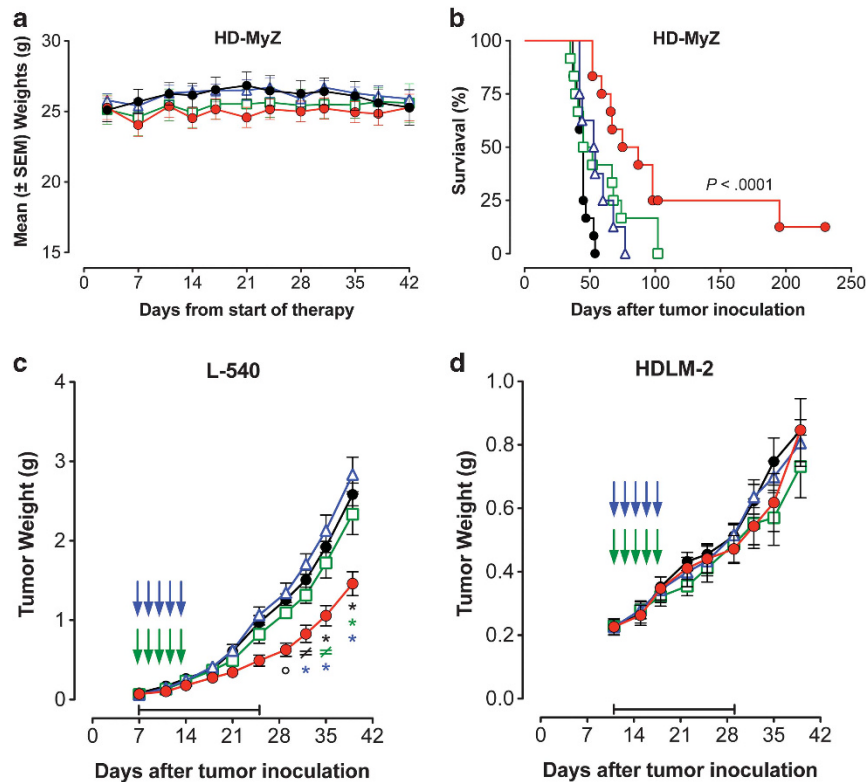 a
HD-MyZ
Mean (± SEM) Weights (g)
30
25
20
15
0 7 14 21 28 35 42
Days from start of therapy
b
HD-MyZ
Surviaval (%)
100
75
50
25
0
P < .0001
0 50 100 150 200 250
Days after tumor inoculation
c
L-540
Tumor Weight (g)
4
3
2
1
0
* 
≠ * * *
° * * *
0 7 14 21 28 35 42
Days after tumor inoculation
d
HDLM-2
Tumor Weight (g)
1.0
0.8
0.6
0.4
0.2
0.0
0 7 14 21 28 35 42
Days after tumor inoculation